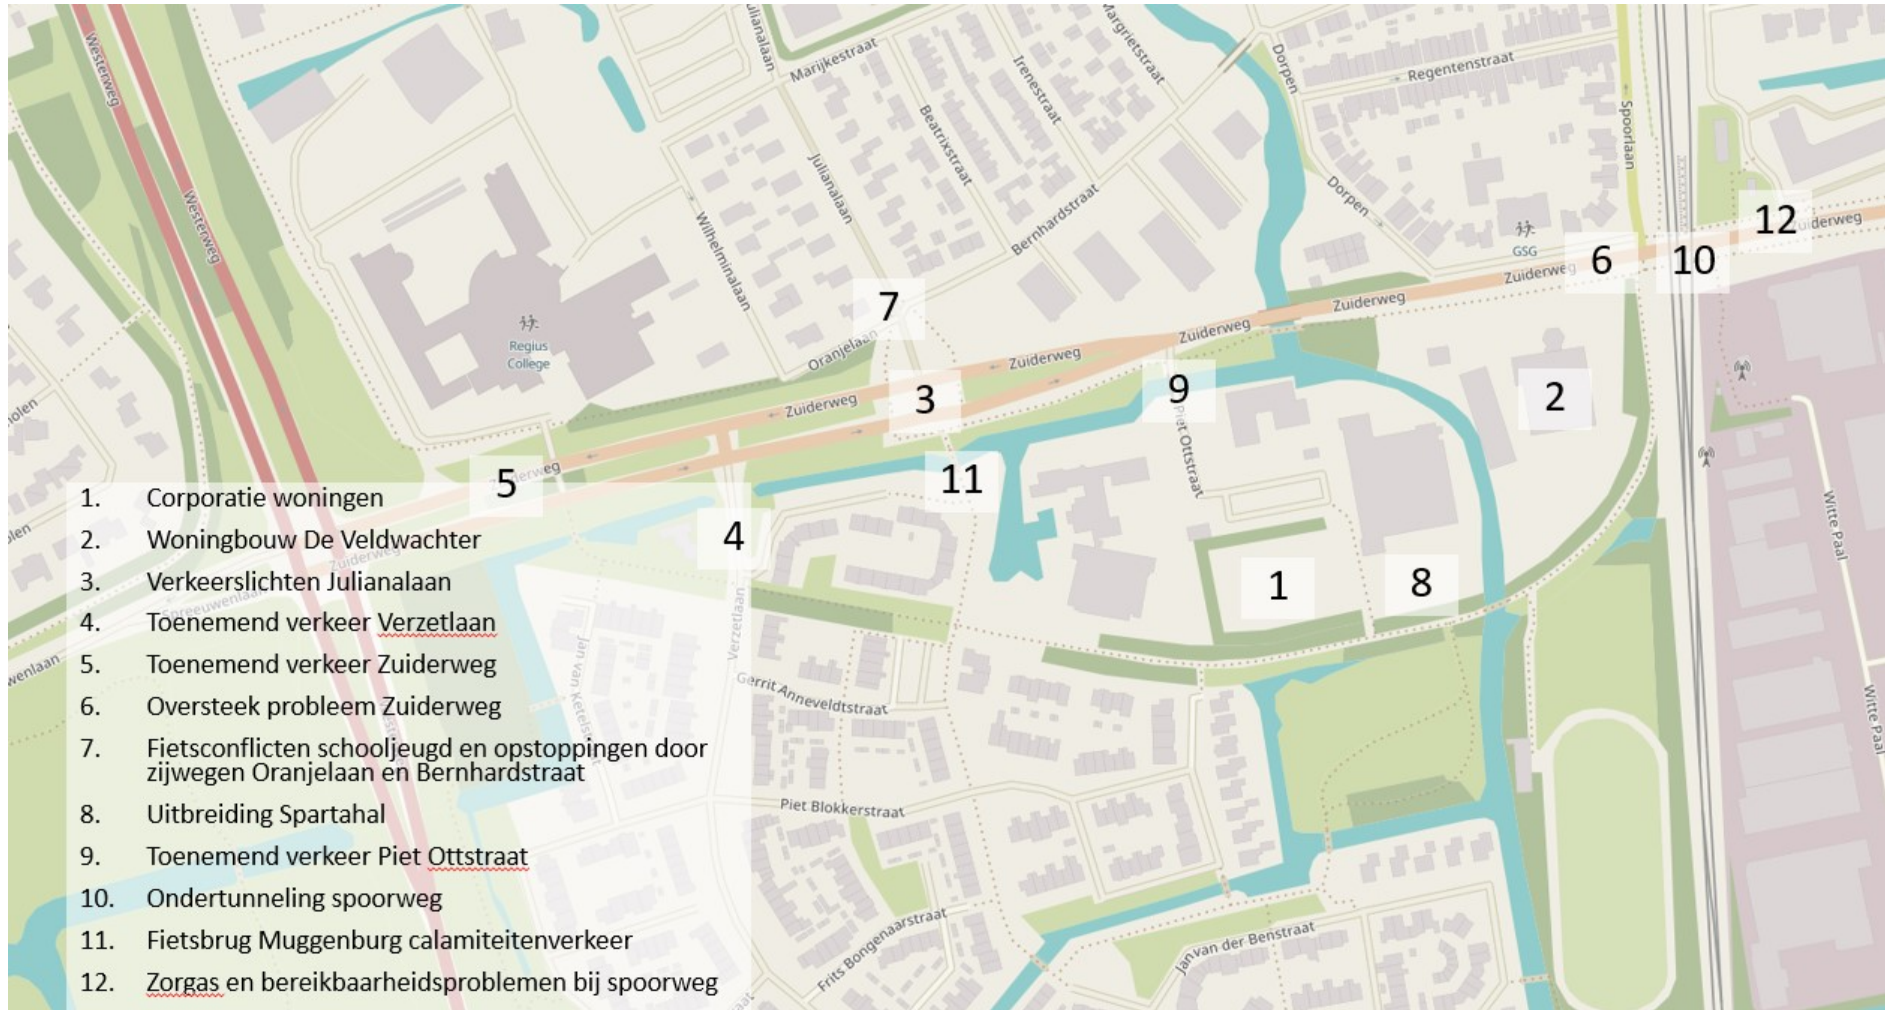 Westerweg
Westerweg
Julianalaan
Marijkestraat
Margrietstraat
Irenestraat
Beatrixstraat
Julianalaan
Wilhelminalaan
Bernhardstraat
Dorpen
Regentenstraat
Spoorlaan
Dorpen
GSG
12
Zuiderweg
6
10
Zuiderweg
Zuiderweg
Zuiderweg
Zuiderweg
Zuiderweg
7
Oranjelaan
Regius
College
3
9
2
Piet Ottstraat
Zuiderweg
5
11
4
1
8
Witte Paal
Witte Paal
Zuiderweg
Spreeuwenlaan
Verzetlaan
Gerrit Anneveldtstraat
Piet Blokkerstraat
Frits Bongenaarstraat
Jan van der Benstraat
1. Corporatie woningen
2. Woningbouw De Veldwachter
3. Verkeerslichten Julianalaan
4. Toenemend verkeer Verzetlaan
5. Toenemend verkeer Zuiderweg
6. Oversteek probleem Zuiderweg
7. Fietsconflicten schooljeugd en opstoppingen door
zijwegen Oranjelaan en Bernhardstraat
8. Uitbreiding Spartahal
9. Toenemend verkeer Piet Ottstraat
10. Ondertunneling spoorweg
11. Fietsbrug Muggenburg calamiteitenverkeer
12. Zorgas en bereikbaarheidsproblemen bij spoorweg